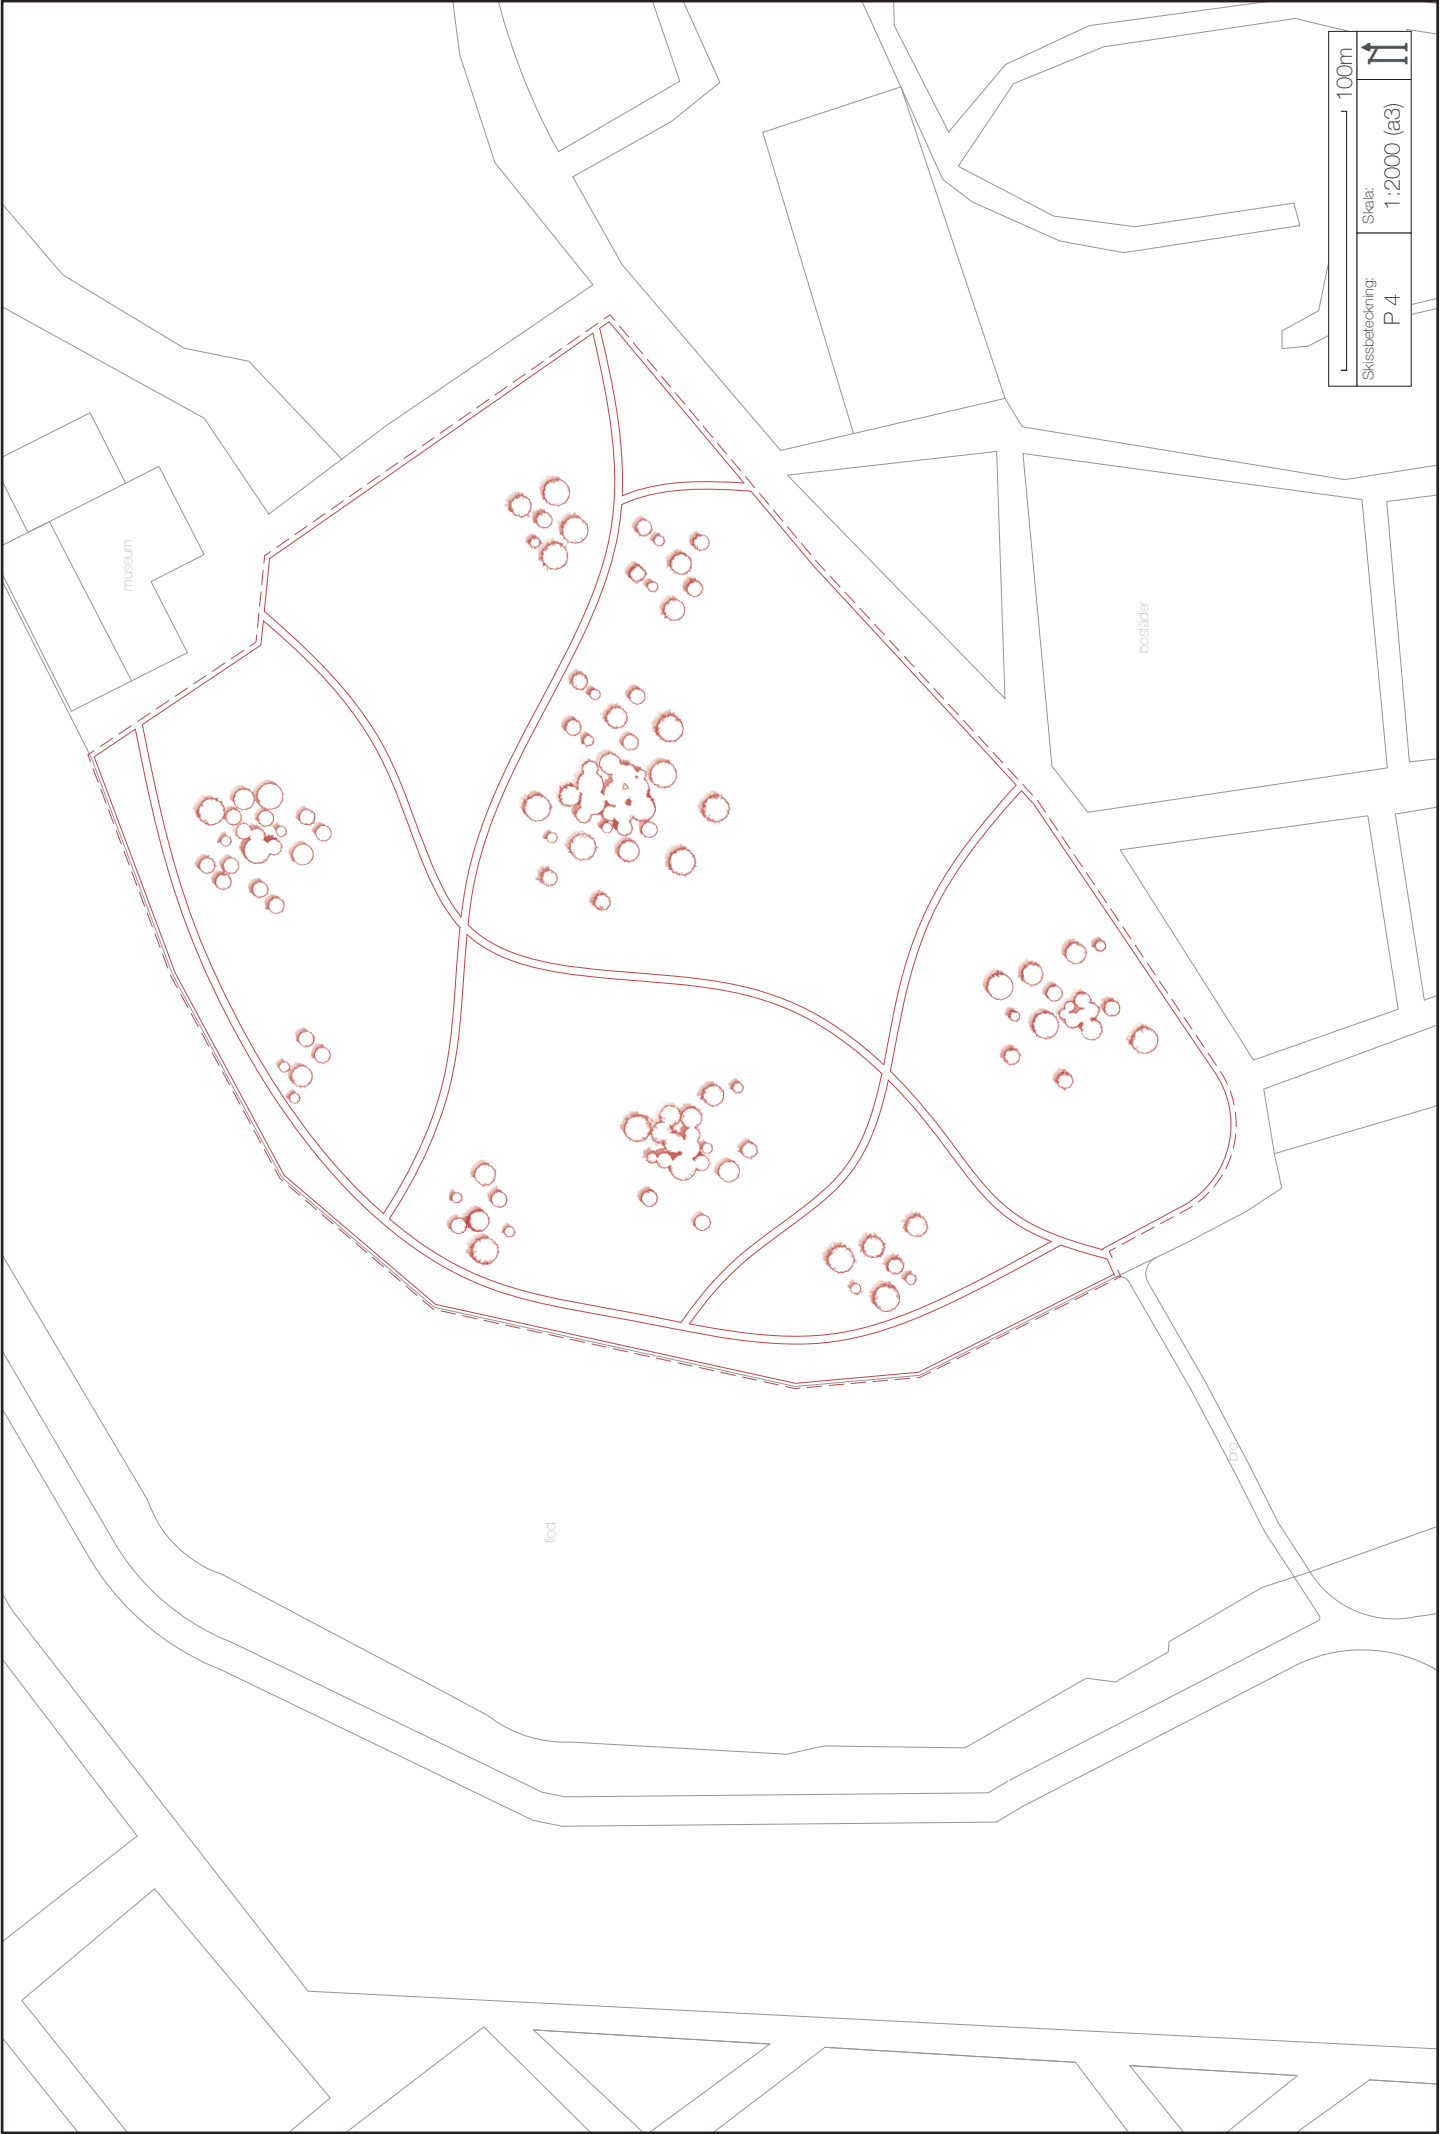 museum
bostäder
flod
bro
100m
Skissbeteckning:
P 4
Skala:
1:2000 (a3)